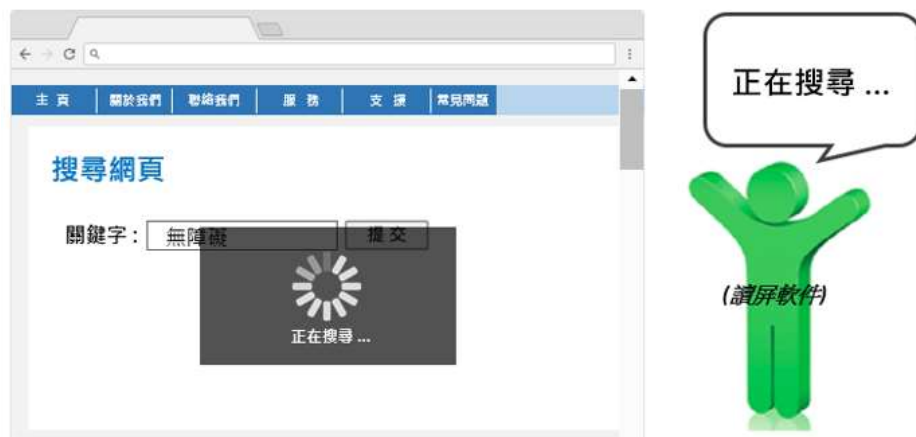 主 頁 關於我們 聯絡我們 服 務 支 援 常見問題
搜尋網頁
關鍵字： 無障礙 提 交
正在搜尋 ...
正在搜尋 ...
(讀屏軟件)